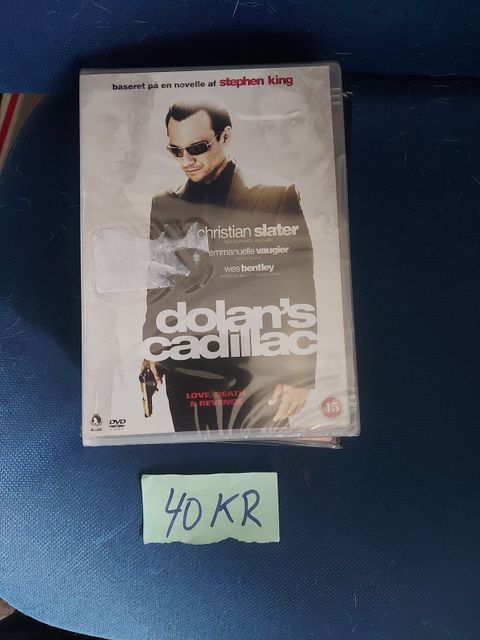 baseret på en novelle af stephen king
christian slater
emmanuelle vaugier
wes bentley
dolan's
cadillac
LOVE, DEATH
& REVENGE
15
DVD
40 KR